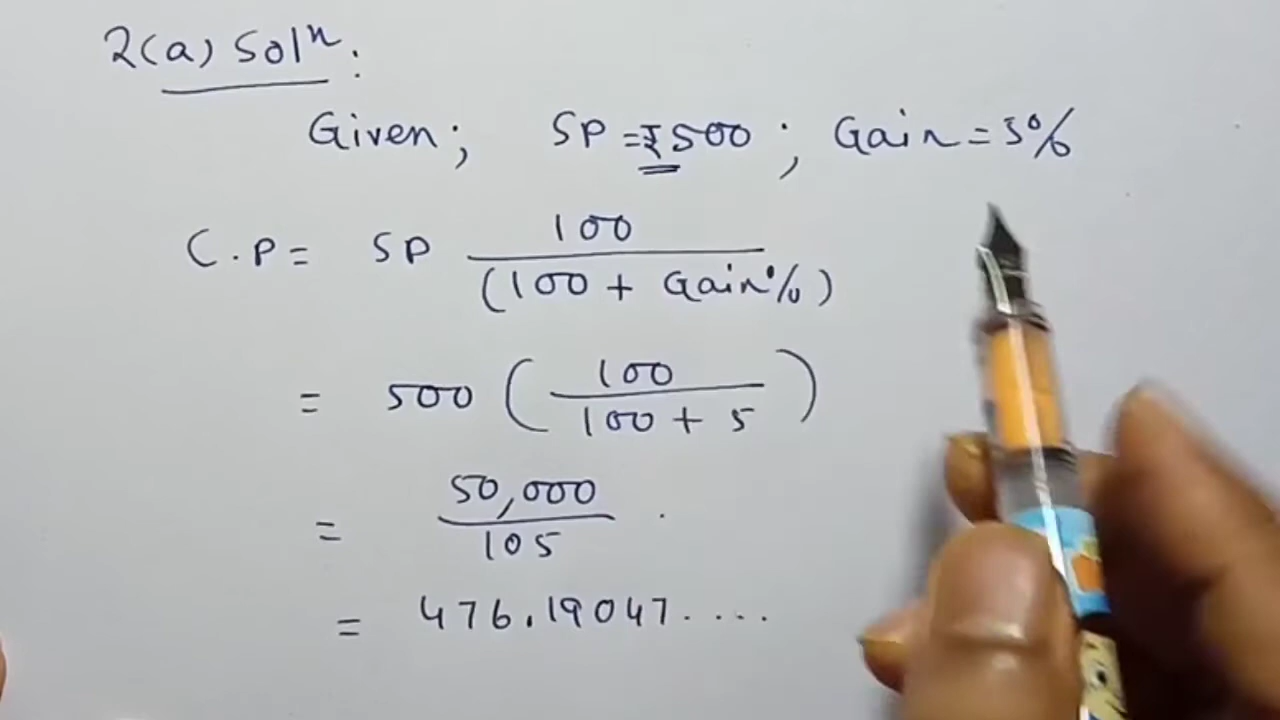 2(a) Solⁿ:
Given; SP = ₹500; Gain = 5%
C.P = SP 100 / (100 + Gain%)
= 500 (100 / 100 + 5)
= 50,000 / 105
= 476.19047....